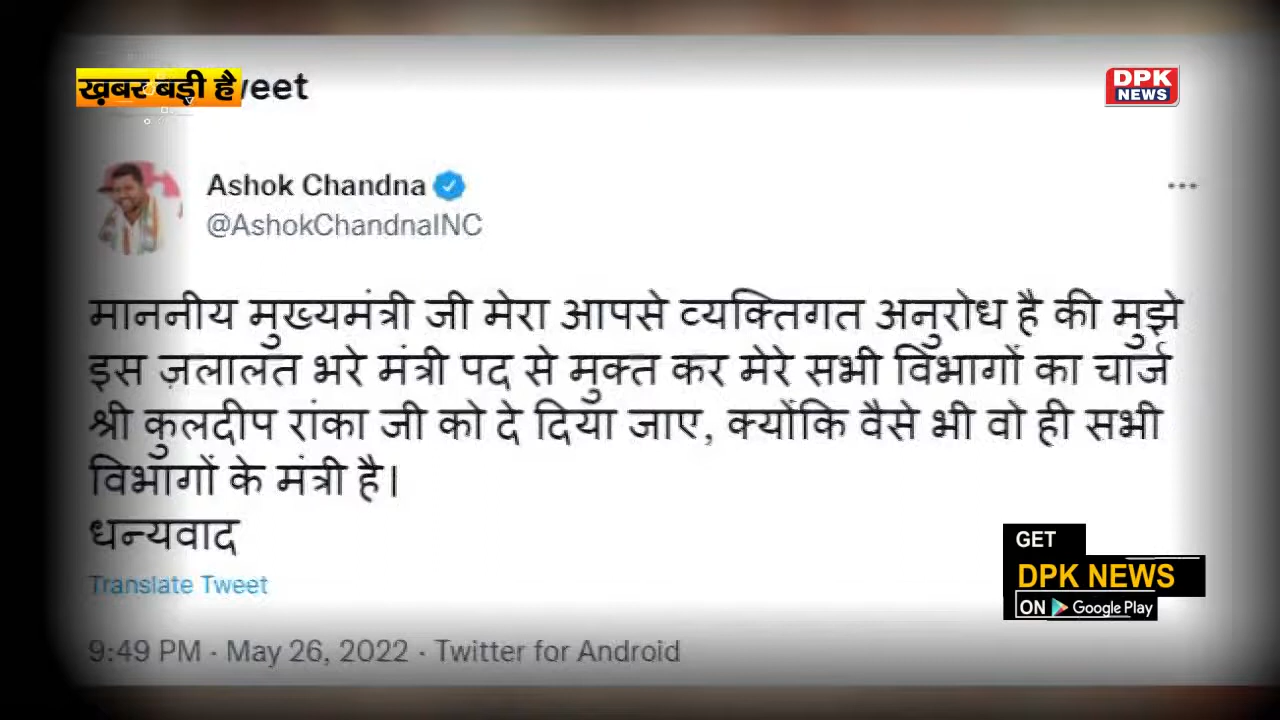 ख़बर बड़ी है
weet
DPK
NEWS
Ashok Chandna
@AshokChandnaINC
माननीय मुख्यमंत्री जी मेरा आपसे व्यक्तिगत अनुरोध है की मुझे
इस ज़लालत भरे मंत्री पद से मुक्त कर मेरे सभी विभागों का चार्ज
श्री कुलदीप रांका जी को दे दिया जाए, क्योंकि वैसे भी वो ही सभी
विभागों के मंत्री है।
धन्यवाद
Translate Tweet
9:49 PM · May 26, 2022 · Twitter for Android
GET
DPK NEWS
ON Google Play